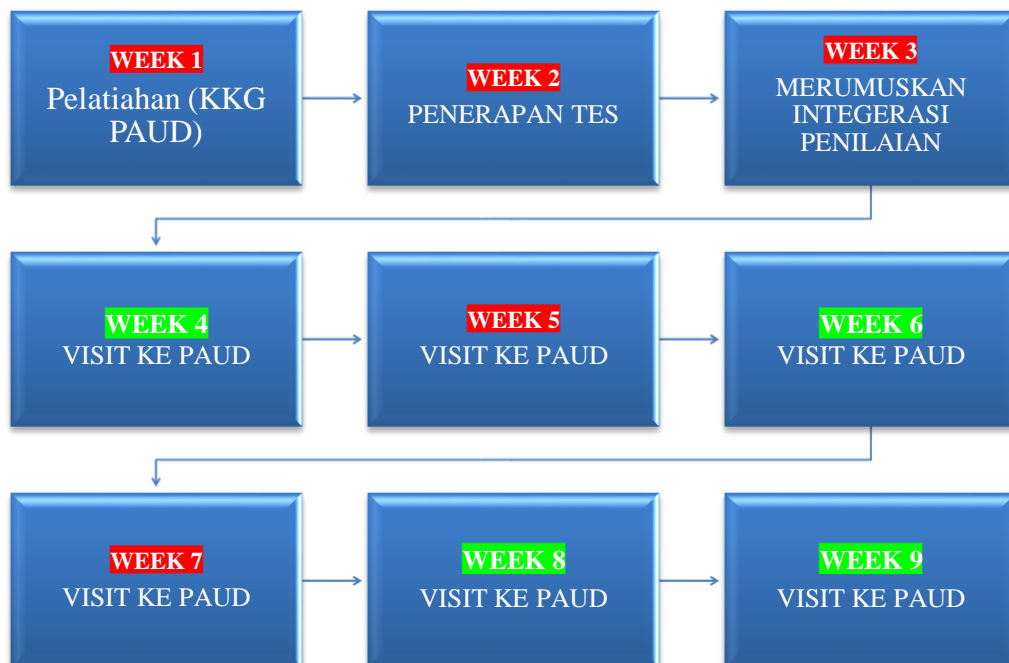 WEEK 1
Pelatiahan (KKG
PAUD)
WEEK 2
PENERAPAN TES
WEEK 3
MERUMUSKAN
INTEGERASI
PENILAIAN
WEEK 4
VISIT KE PAUD
WEEK 5
VISIT KE PAUD
WEEK 6
VISIT KE PAUD
WEEK 7
VISIT KE PAUD
WEEK 8
VISIT KE PAUD
WEEK 9
VISIT KE PAUD